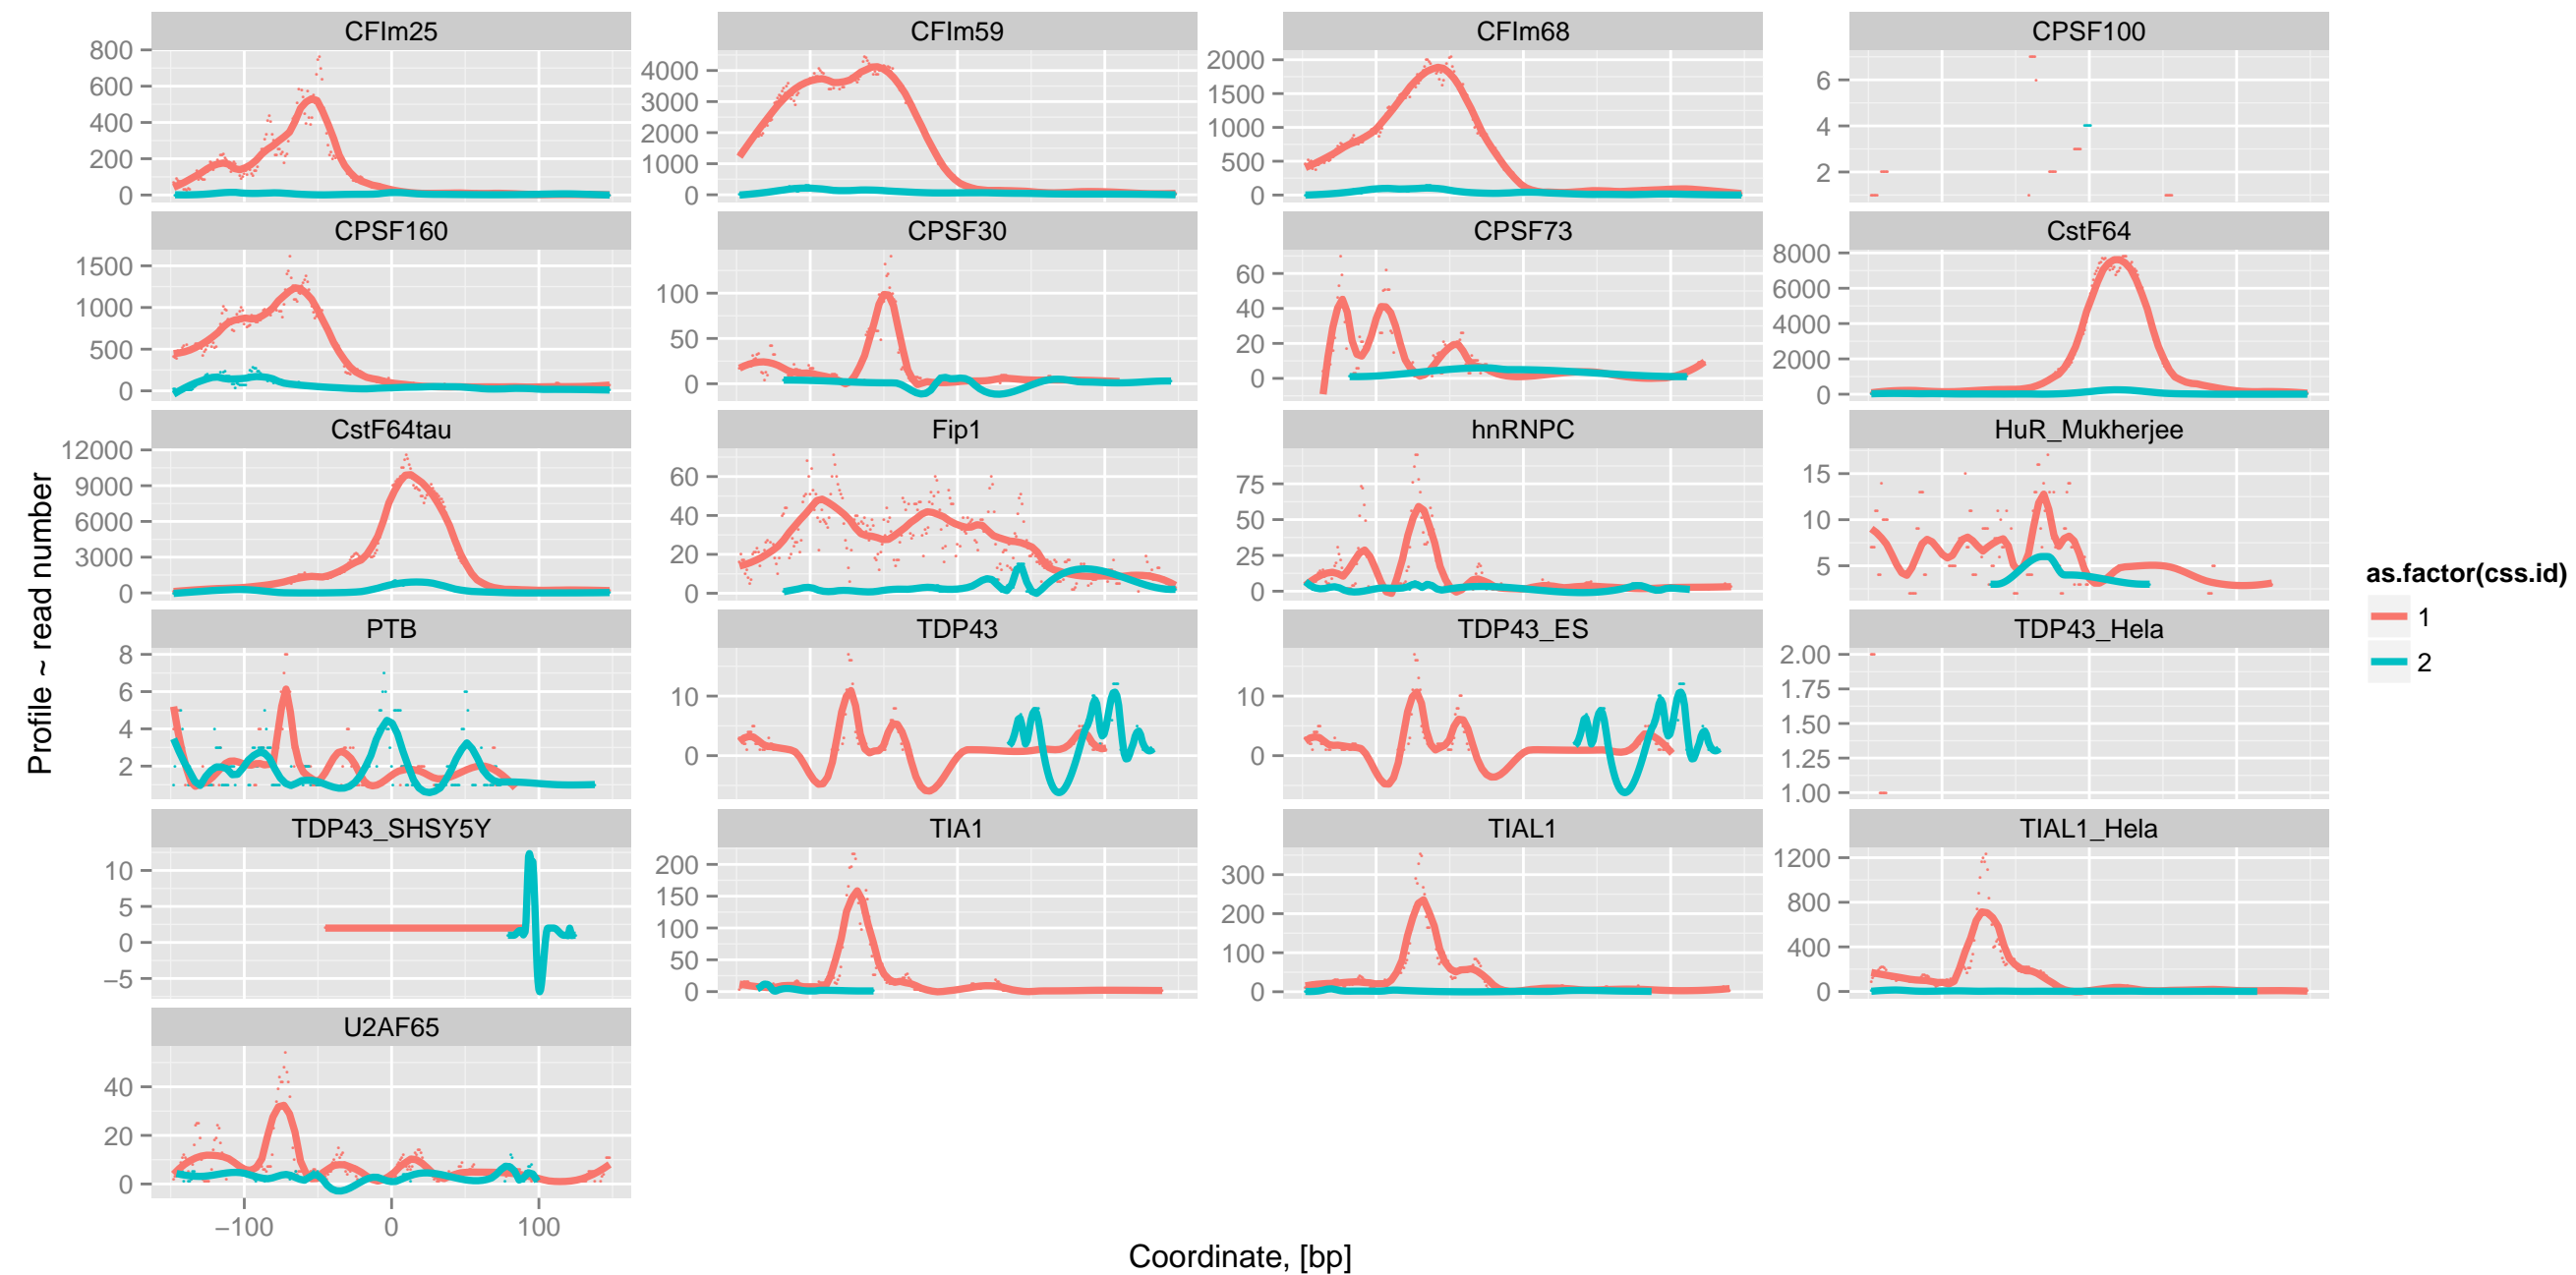 CFIm25 CFIm59 CFIm68 CPSF100
800 600 400 200 0
4000 3000 2000 1000 0
2000 1500 1000 500 0
6 4 2
CPSF160 CPSF30 CPSF73 CstF64
1500 1000 500 0
100 50 0
60 40 20 0
8000 6000 4000 2000 0
CstF64tau Fip1 hnRNPC HuR_Mukherjee
12000 9000 6000 3000 0
60 40 20 0
75 50 25 0
15 10 5
PTB TDP43 TDP43_ES TDP43_Hela
8 6 4 2
10 0
10 0
2.00 1.75 1.50 1.25 1.00
TDP43_SHSY5Y TIA1 TIAL1 TIAL1_Hela
10 5 0 −5
200 150 100 50 0
300 200 100 0
1200 800 400 0
U2AF65
40 20 0
−100 0 100
Coordinate, [bp]
Profile ~ read number
as.factor(css.id)
1
2